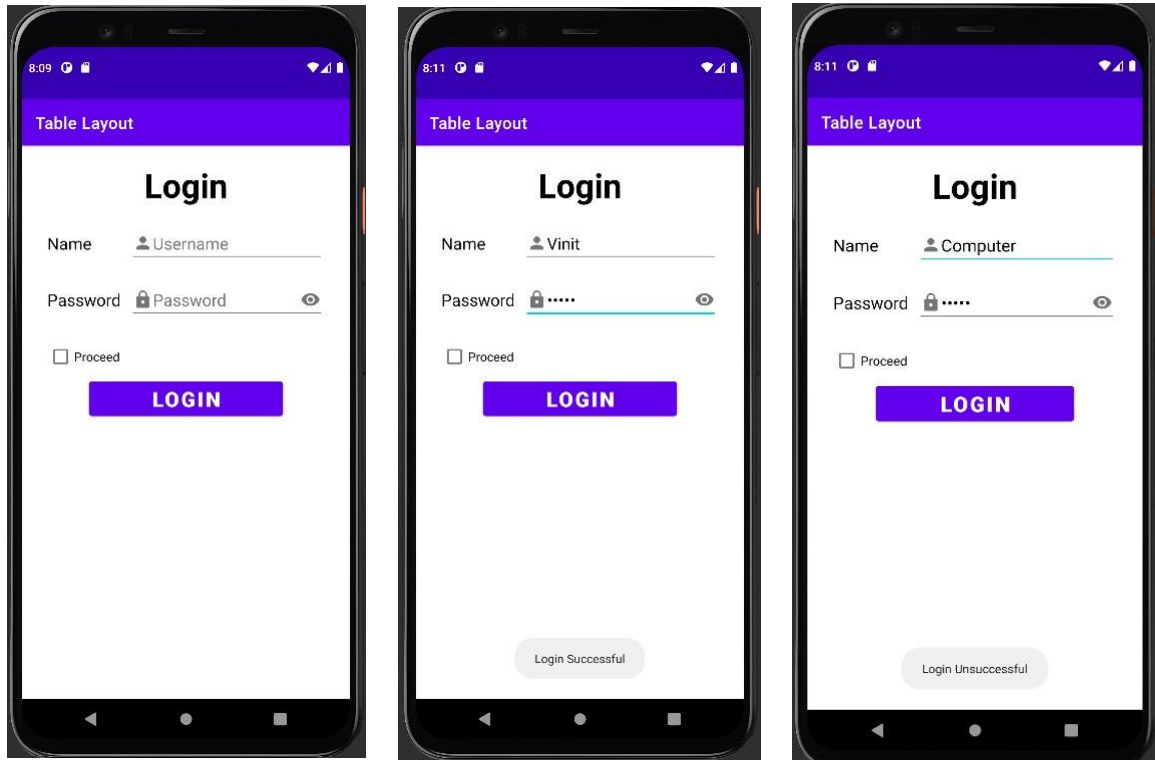 8:09
Table Layout
Login
Name Username
Password Password
Proceed
LOGIN
8:11
Table Layout
Login
Name Vinit
Password •••••
Proceed
LOGIN
Login Successful
8:11
Table Layout
Login
Name Computer
Password •••••
Proceed
LOGIN
Login Unsuccessful